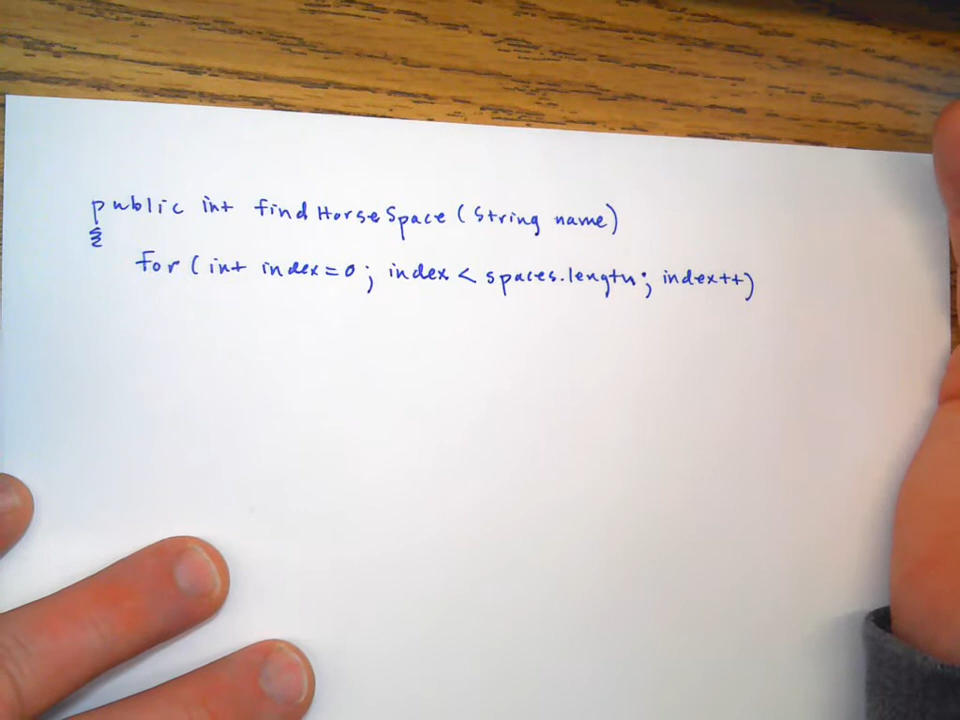 public int findHorseSpace(String name)
{
for (int index=0; index < spaces.length; index++)